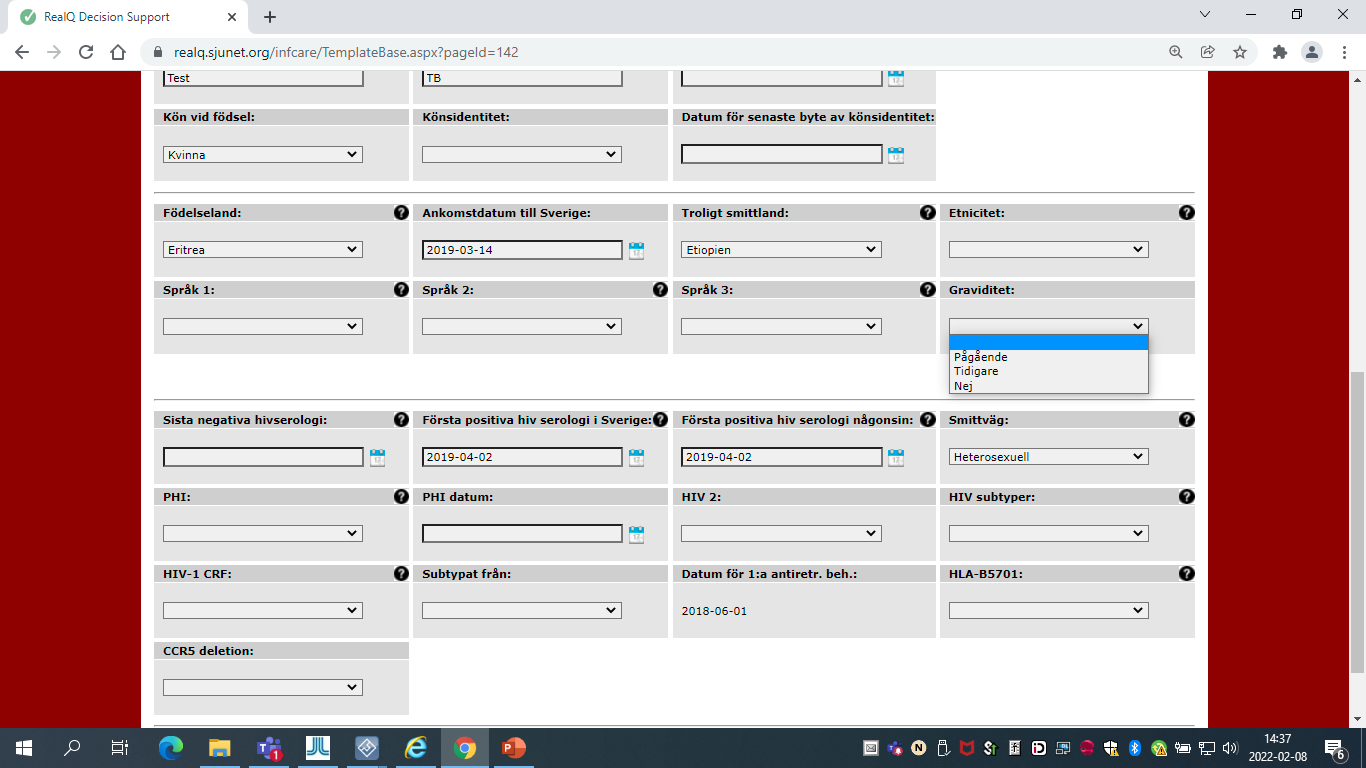 RealQ Decision Support
realq.sjunet.org/infcare/TemplateBase.aspx?pageId=142
Test TB
Kön vid födsel: Könsidentitet: Datum för senaste byte av könsidentitet:
Kvinna
Födelseland: Ankomstdatum till Sverige: Troligt smittland: Etnicitet:
Eritrea 2019-03-14 Etiopien
Språk 1: Språk 2: Språk 3: Graviditet:
Pågående
Tidigare
Nej
Sista negativa hivserologi: Första positiva hiv serologi i Sverige: Första positiva hiv serologi någonsin: Smittväg:
2019-04-02 2019-04-02 Heterosexuell
PHI: PHI datum: HIV 2: HIV subtyper:
HIV-1 CRF: Subtypat från: Datum för 1:a antiretr. beh.: HLA-B5701:
2018-06-01
CCR5 deletion:
14:37
2022-02-08